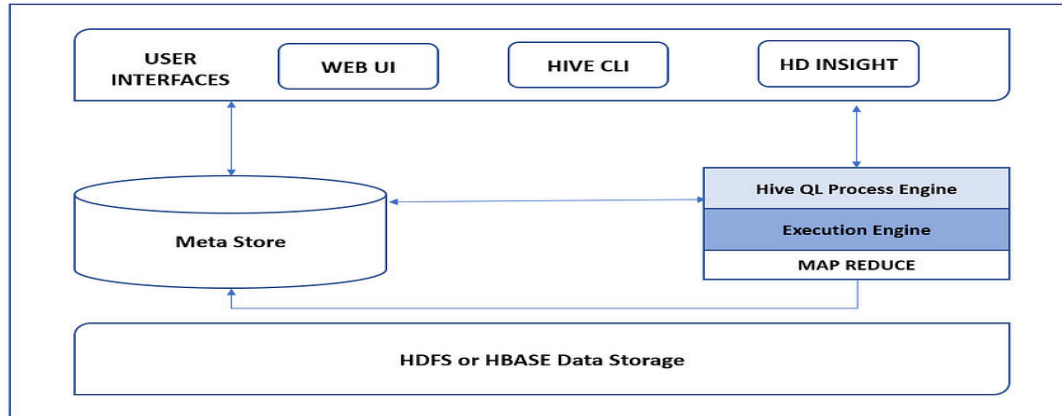 USER
INTERFACES
WEB UI
HIVE CLI
HD INSIGHT
Meta Store
Hive QL Process Engine
Execution Engine
MAP REDUCE
HDFS or HBASE Data Storage